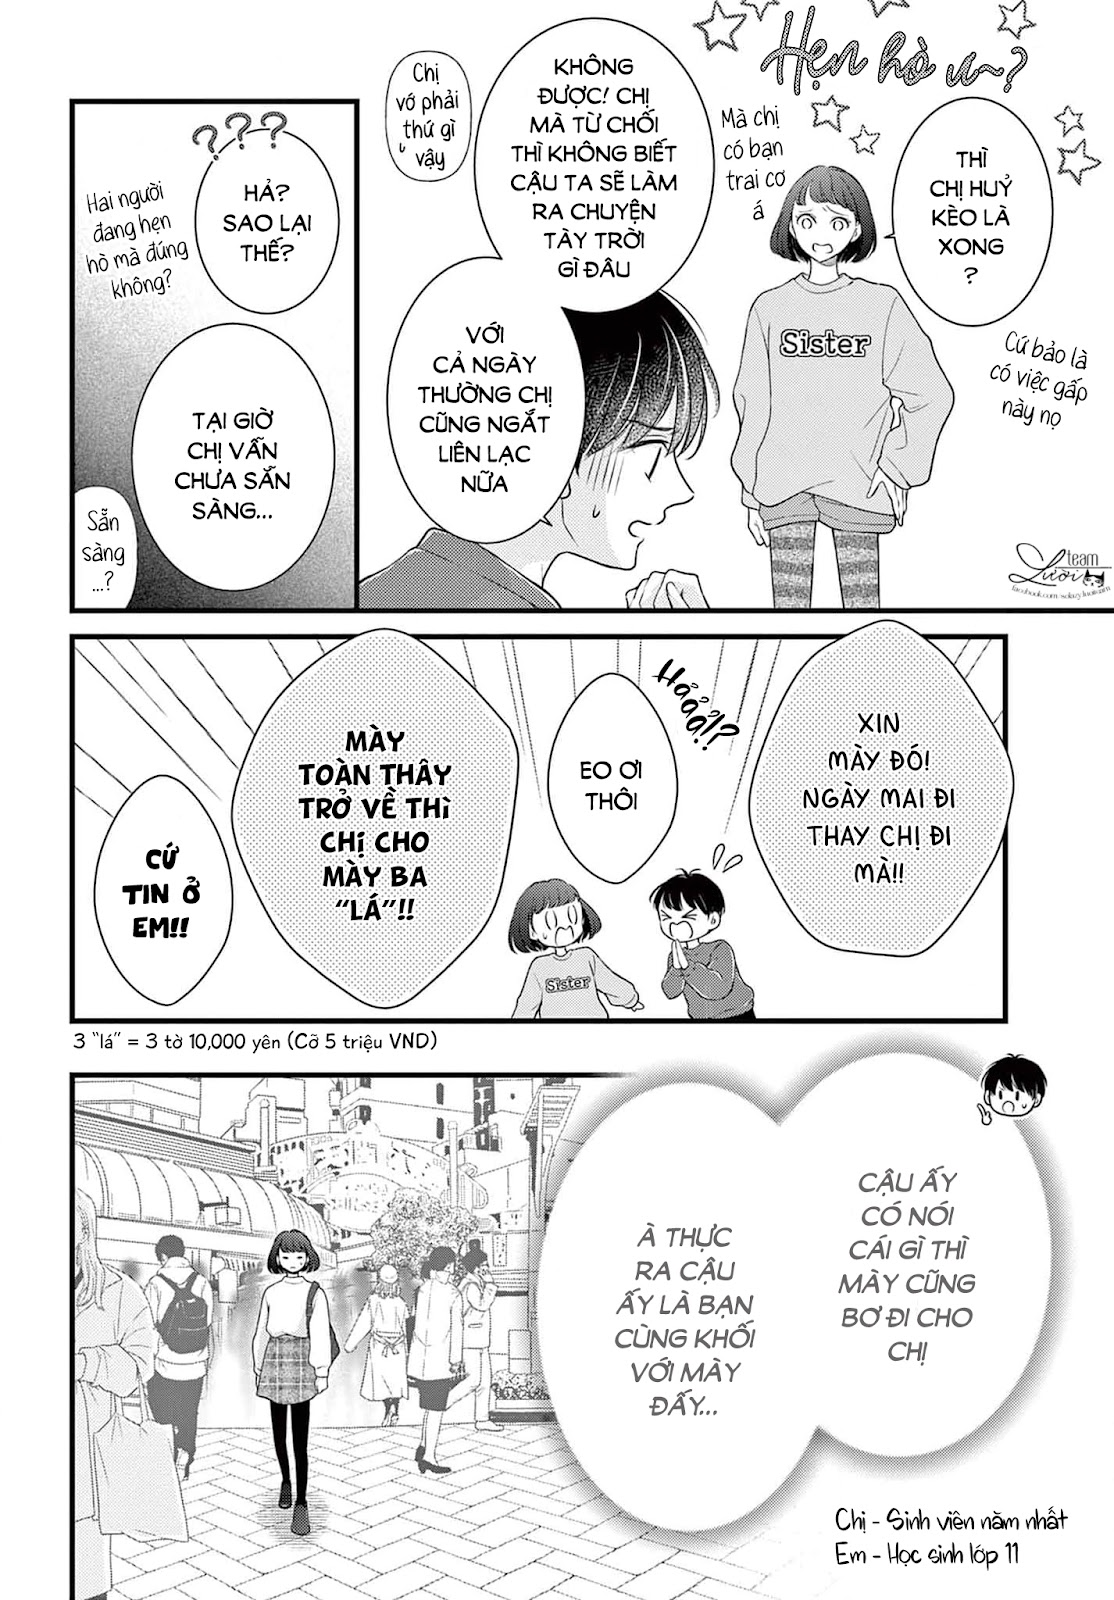 Hẹn hò ư~?
THÌ
CHỊ HUỶ
KÈO LÀ
XONG
?
Cứ bảo là
có việc gấp
này nọ
Mà chị
có bạn
trai cơ
á
Sister
KHÔNG
ĐƯỢC! CHỊ
MÀ TỪ CHỐI
THÌ KHÔNG BIẾT
CẬU TA SẼ LÀM
RA CHUYỆN
TÀY TRỜI
GÌ ĐÂU
Chị
vớ phải
thứ gì
vậy
VỚI
CẢ NGÀY
THƯỜNG CHỊ
CŨNG NGẮT
LIÊN LẠC
NỮA
???
HẢ?
SAO LẠI
THẾ?
Hai người
đang hẹn
hò mà đúng
không?
TẠI GIỜ
CHỊ VẪN
CHƯA SẴN
SÀNG...
Sẵn
sàng
...?
team
Lười
XIN
MÀY ĐÓ!
NGÀY MAI ĐI
THAY CHỊ ĐI
MÀ!!
Hảảả!?
EO ƠI
THÔI
Sister
MÀY
TOÀN THÂY
TRỞ VỀ THÌ
CHỊ CHO
MÀY BA
“LÁ”!!
CỨ
TIN Ở
EM!!
3 “lá” = 3 tờ 10,000 yên (Cỡ 5 triệu VND)
CẬU ẤY
CÓ NÓI
CÁI GÌ THÌ
MÀY CŨNG
BƠ ĐI CHO
CHỊ
À THỰC
RA CẬU
ẤY LÀ BẠN
CÙNG KHỐI
VỚI MÀY
ĐẤY...
Chị - Sinh viên năm nhất
Em - Học sinh lớp 11